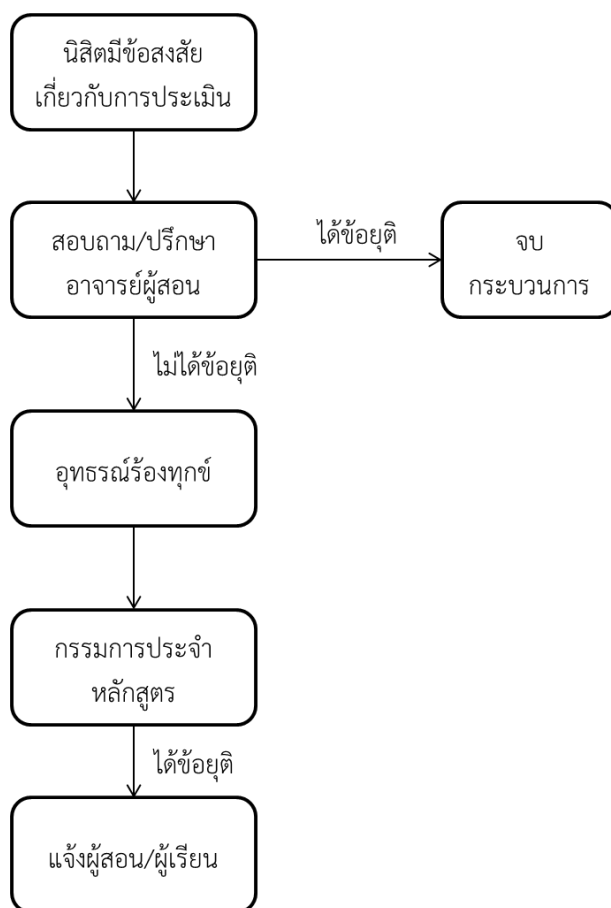 นิสิตมีข้อสงสัย
เกี่ยวกับการประเมิน
สอบถาม/ปรึกษา
อาจารย์ผู้สอน
ได้ข้อยุติ
จบ
กระบวนการ
ไม่ได้ข้อยุติ
อุทธรณ์ร้องทุกข์
กรรมการประจำ
หลักสูตร
ได้ข้อยุติ
แจ้งผู้สอน/ผู้เรียน